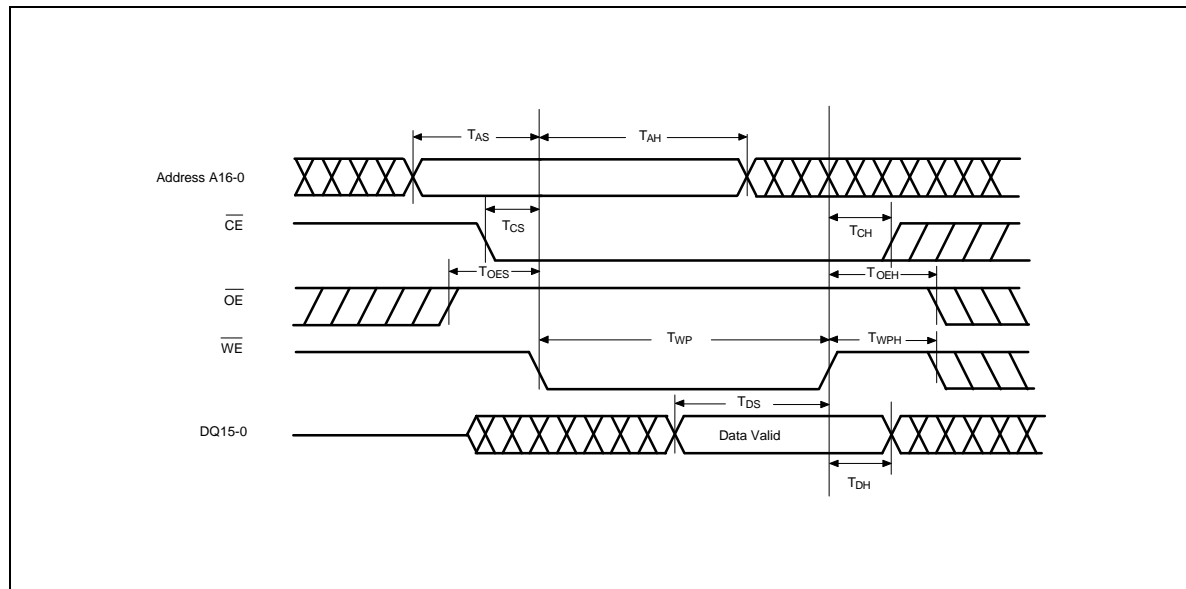 TAS
TAH
Address A16-0
TCS
TCH
CE
TOES
TOEH
OE
TWP
TWPH
WE
TDS
DQ15-0
Data Valid
TDH